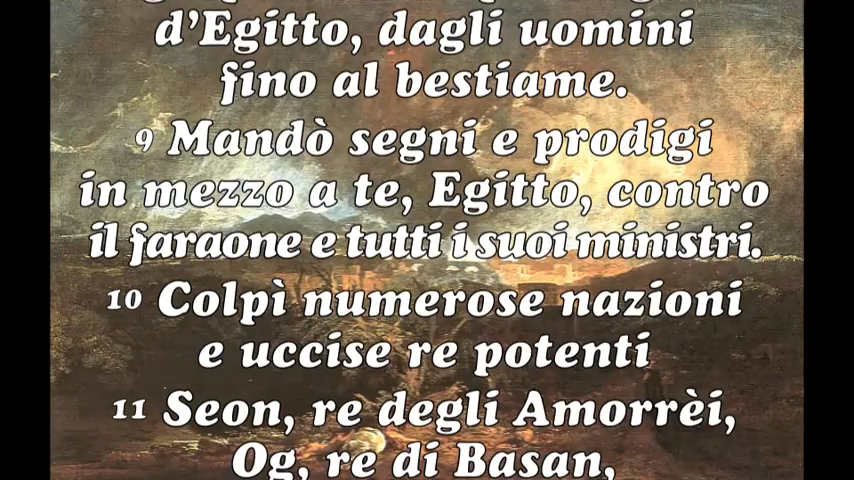 d’Egitto, dagli uomini
fino al bestiame.
9 Mandò segni e prodigi
in mezzo a te, Egitto, contro
il faraone e tutti i suoi ministri.
10 Colpì numerose nazioni
e uccise re potenti
11 Seon, re degli Amorrèi,
Og, re di Basan,